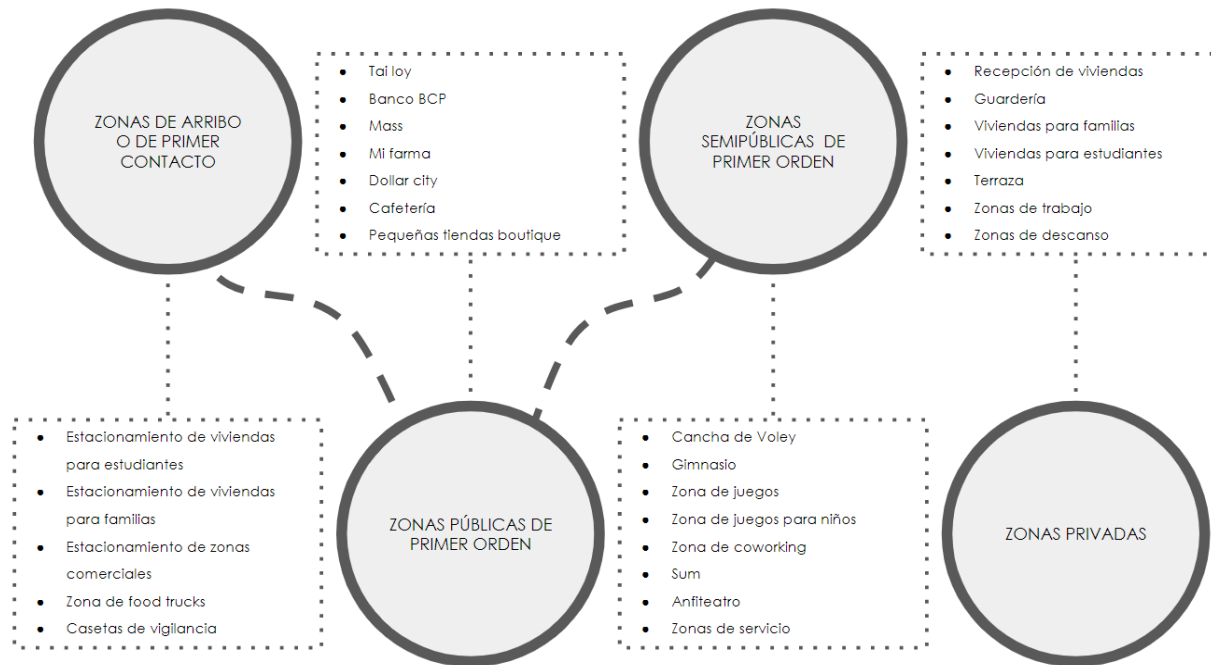 ZONAS DE ARRIBO
O DE PRIMER
CONTACTO
• Tai loy
• Banco BCP
• Mass
• Mi farma
• Dollar city
• Cafetería
• Pequeñas tiendas boutique
ZONAS
SEMIPÚBLICAS DE
PRIMER ORDEN
• Recepción de viviendas
• Guardería
• Viviendas para familias
• Viviendas para estudiantes
• Terraza
• Zonas de trabajo
• Zonas de descanso
• Estacionamiento de viviendas
para estudiantes
• Estacionamiento de viviendas
para familias
• Estacionamiento de zonas
comerciales
• Zona de food trucks
• Casetas de vigilancia
ZONAS PÚBLICAS DE
PRIMER ORDEN
• Cancha de Voley
• Gimnasio
• Zona de juegos
• Zona de juegos para niños
• Zona de coworking
• Sum
• Anfiteatro
• Zonas de servicio
ZONAS PRIVADAS